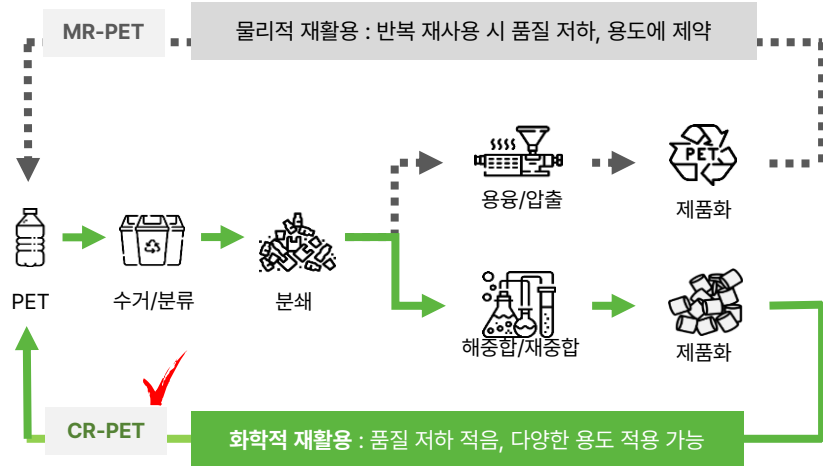 MR-PET
물리적 재활용 : 반복 재사용 시 품질 저하, 용도에 제약
PET
용융/압출
제품화
PET
수거/분류
분쇄
해중합/재중합
제품화
CR-PET
화학적 재활용 : 품질 저하 적음, 다양한 용도 적용 가능